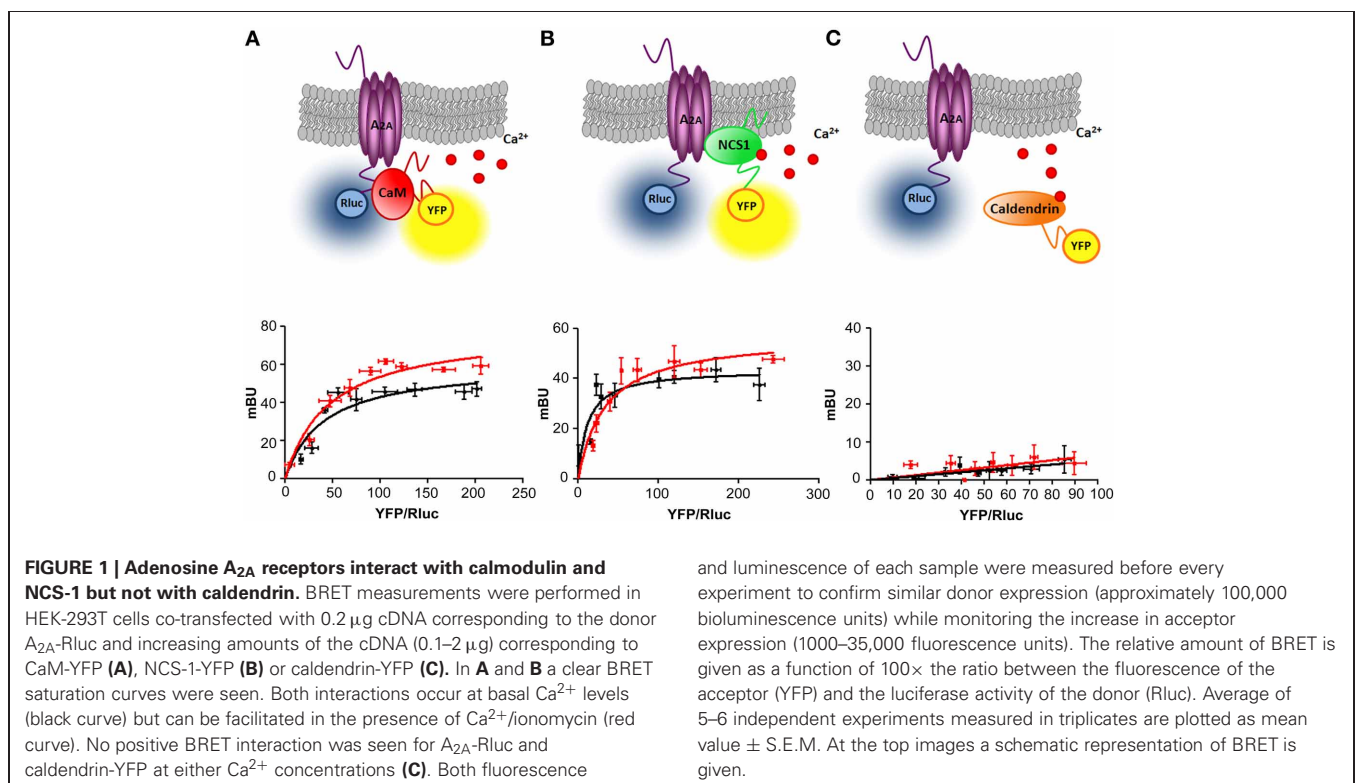 A
B
C
A2A
Ca2+
Rluc
CaM
YFP
A2A
NCS1
Ca2+
Rluc
YFP
A2A
Ca2+
Rluc
Caldendrin
YFP
80
60
40
20
0
mBU
0 50 100 150 200 250
YFP/Rluc
60
40
20
0
mBU
0 100 200 300
YFP/Rluc
40
30
20
10
0
mBU
0 10 20 30 40 50 60 70 80 90 100
YFP/Rluc
FIGURE 1 | Adenosine A2A receptors interact with calmodulin and
NCS-1 but not with caldendrin. BRET measurements were performed in
HEK-293T cells co-transfected with 0.2 μg cDNA corresponding to the donor
A2A-Rluc and increasing amounts of the cDNA (0.1–2 μg) corresponding to
CaM-YFP (A), NCS-1-YFP (B) or caldendrin-YFP (C). In A and B a clear BRET
saturation curves were seen. Both interactions occur at basal Ca2+ levels
(black curve) but can be facilitated in the presence of Ca2+/ionomycin (red
curve). No positive BRET interaction was seen for A2A-Rluc and
caldendrin-YFP at either Ca2+ concentrations (C). Both fluorescence
and luminescence of each sample were measured before every
experiment to confirm similar donor expression (approximately 100,000
bioluminescence units) while monitoring the increase in acceptor
expression (1000–35,000 fluorescence units). The relative amount of BRET is
given as a function of 100× the ratio between the fluorescence of the
acceptor (YFP) and the luciferase activity of the donor (Rluc). Average of
5–6 independent experiments measured in triplicates are plotted as mean
value ± S.E.M. At the top images a schematic representation of BRET is
given.